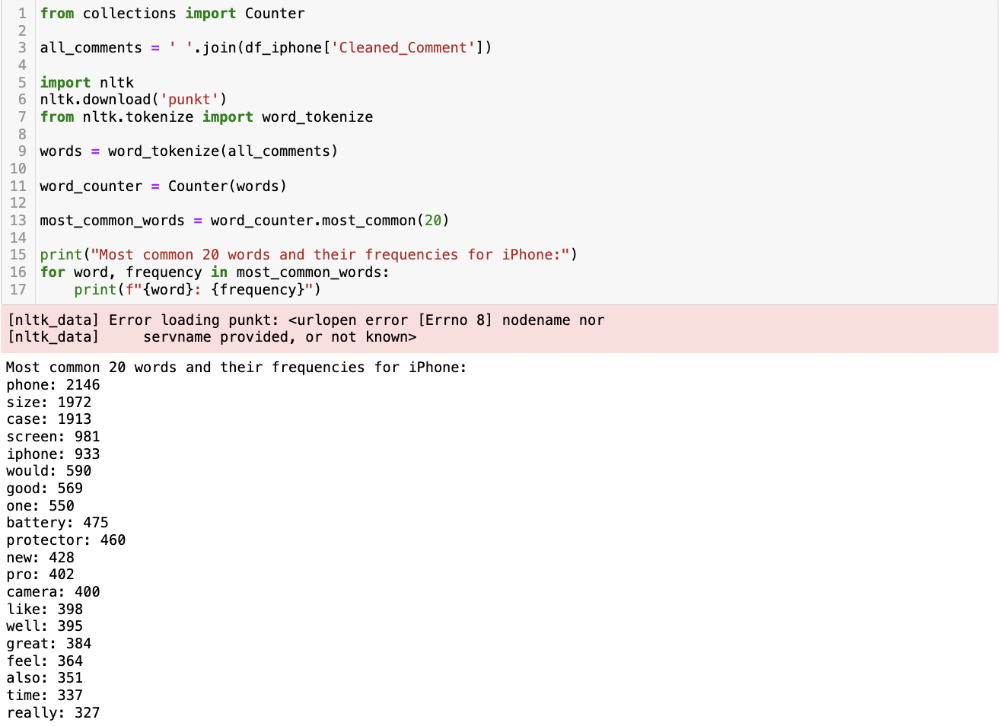 1 from collections import Counter
2
3 all_comments = ' '.join(df_iphone['Cleaned_Comment'])
4
5 import nltk
6 nltk.download('punkt')
7 from nltk.tokenize import word_tokenize
8
9 words = word_tokenize(all_comments)
10
11 word_counter = Counter(words)
12
13 most_common_words = word_counter.most_common(20)
14
15 print("Most common 20 words and their frequencies for iPhone:")
16 for word, frequency in most_common_words:
17     print(f"{word}: {frequency}")
[nltk_data] Error loading punkt: <urlopen error [Errno 8] nodename nor
[nltk_data]     servname provided, or not known>
Most common 20 words and their frequencies for iPhone:
phone: 2146
size: 1972
case: 1913
screen: 981
iphone: 933
would: 590
good: 569
one: 550
battery: 475
protector: 460
new: 428
pro: 402
camera: 400
like: 398
well: 395
great: 384
feel: 364
also: 351
time: 337
really: 327